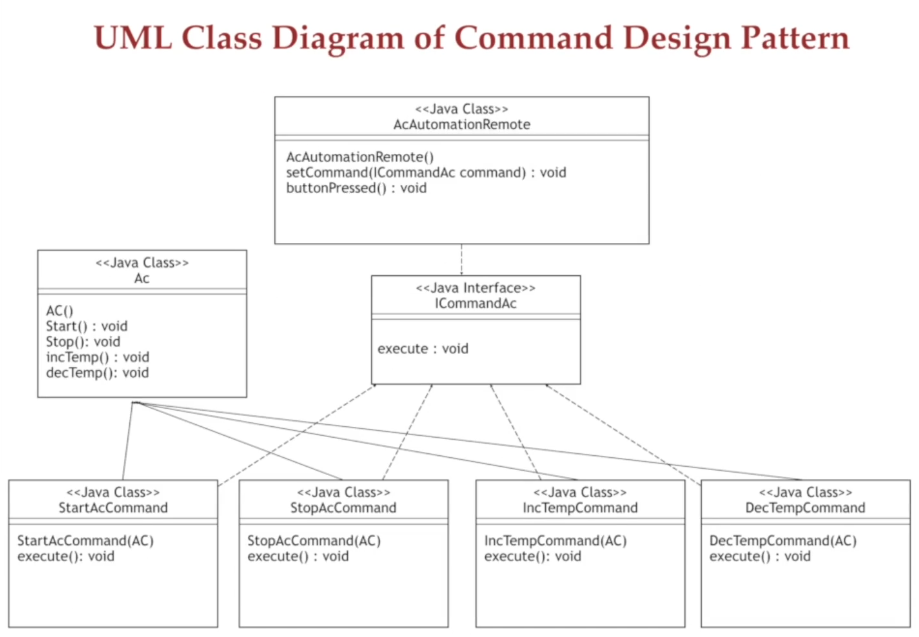 UML Class Diagram of Command Design Pattern
<<Java Class>>
AcAutomationRemote
AcAutomationRemote()
setCommand(ICommandAc command) : void
buttonPressed() : void
<<Java Class>>
Ac
AC()
Start() : void
Stop(): void
incTemp() : void
decTemp(): void
<<Java Interface>>
ICommandAc
execute : void
<<Java Class>>
StartAcCommand
StartAcCommand(AC)
execute(): void
<<Java Class>>
StopAcCommand
StopAcCommand(AC)
execute() : void
<<Java Class>>
IncTempCommand
IncTempCommand(AC)
execute(): void
<<Java Class>>
DecTempCommand
DecTempCommand(AC)
execute() : void